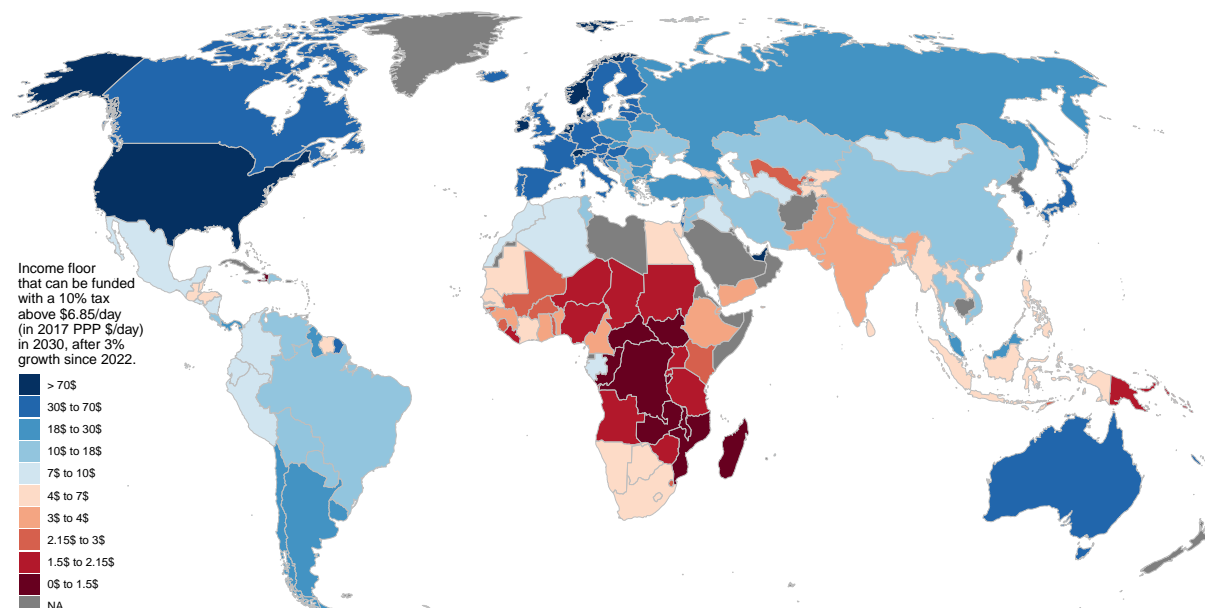 Income floor
that can be funded
with a 10% tax
above $6.85/day
(in 2017 PPP $/day)
in 2030, after 3%
growth since 2022.
> 70$
30$ to 70$
18$ to 30$
10$ to 18$
7$ to 10$
4$ to 7$
3$ to 4$
2.15$ to 3$
1.5$ to 2.15$
0$ to 1.5$
NA